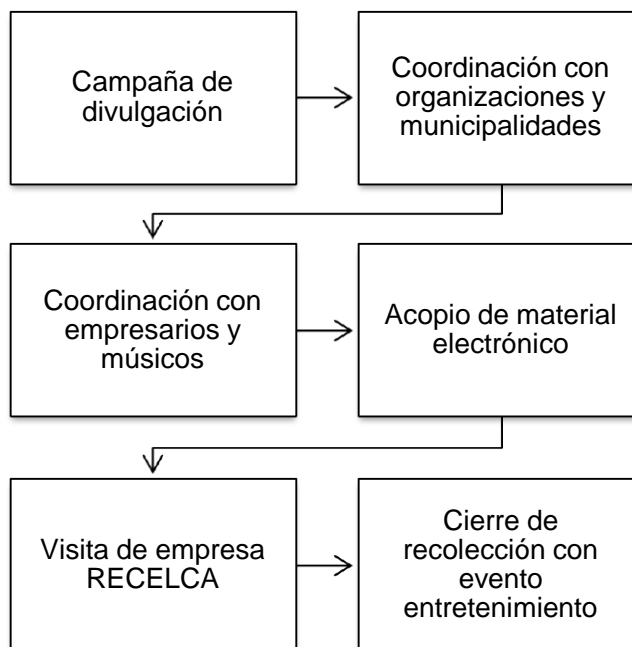 Campaña de
divulgación
Coordinación con
organizaciones y
municipalidades
Coordinación con
empresarios y
músicos
Acopio de material
electrónico
Visita de empresa
RECELCA
Cierre de
recolección con
evento
entretenimiento